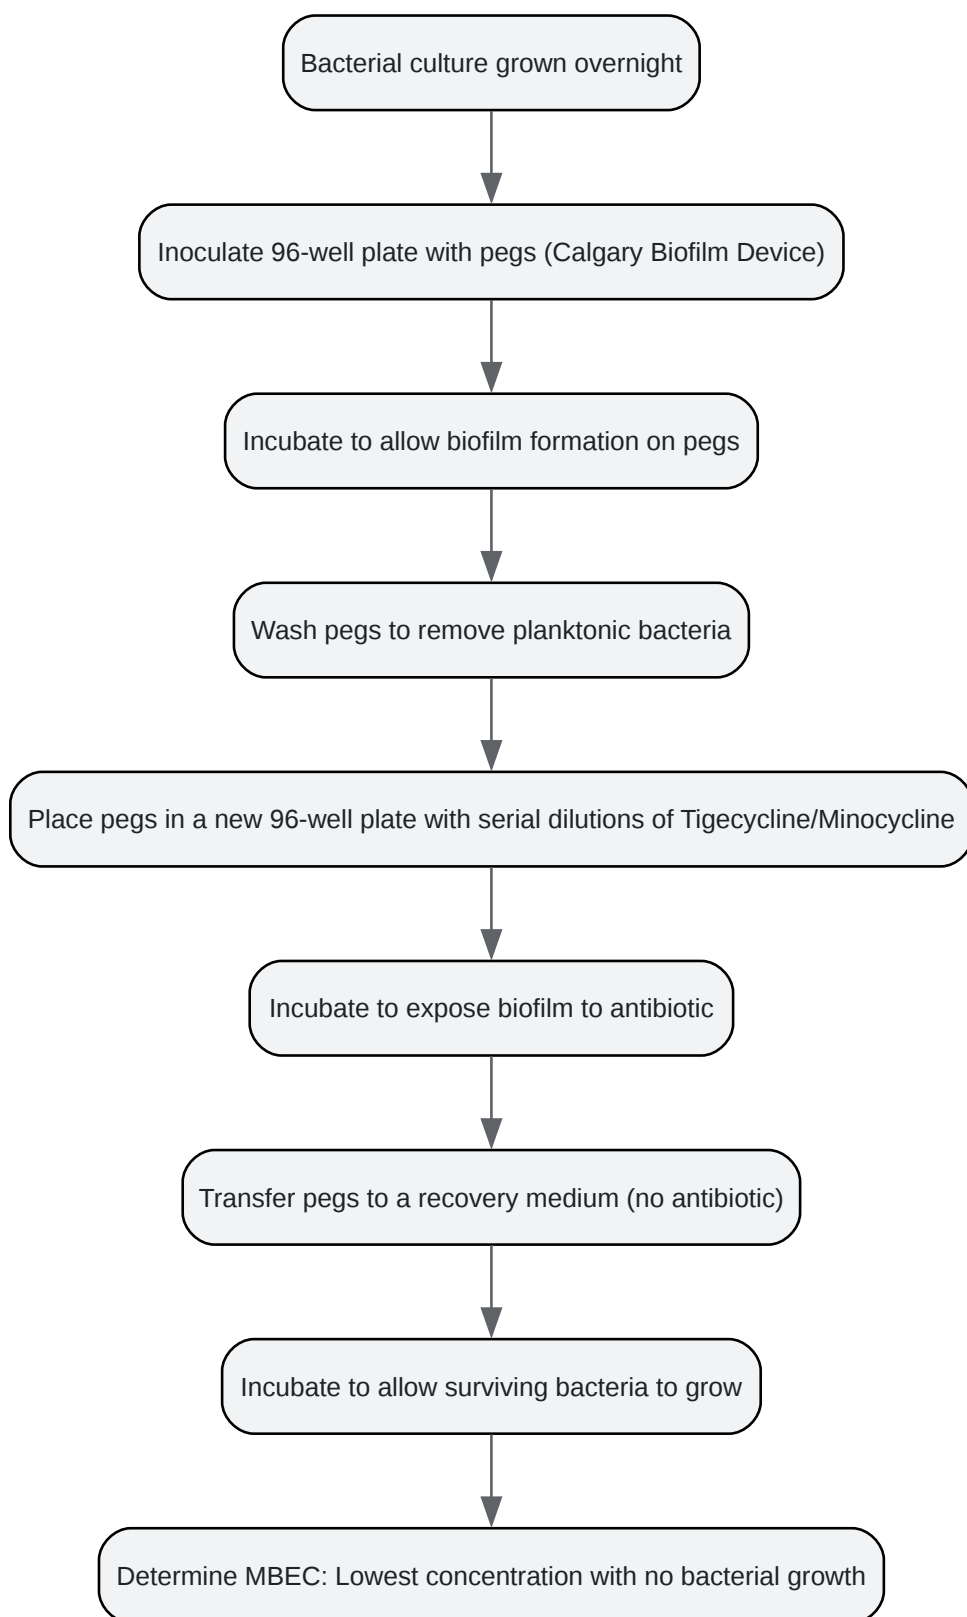 Bacterial culture grown overnight
Inoculate 96-well plate with pegs (Calgary Biofilm Device)
Incubate to allow biofilm formation on pegs
Wash pegs to remove planktonic bacteria
Place pegs in a new 96-well plate with serial dilutions of Tigecycline/Minocycline
Incubate to expose biofilm to antibiotic
Transfer pegs to a recovery medium (no antibiotic)
Incubate to allow surviving bacteria to grow
Determine MBEC: Lowest concentration with no bacterial growth